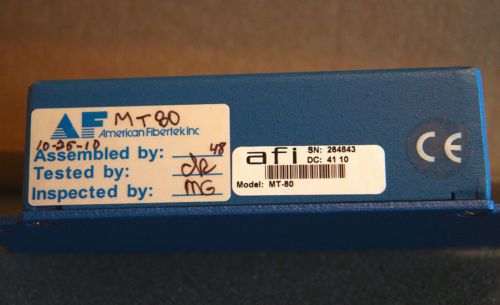 AF MT80
American Fibertek Inc
10-25-10
Assembled by: 48
Tested by: dR
Inspected by: MG
afi SN: 264843
DC: 41 10
Model: MT-80
CE